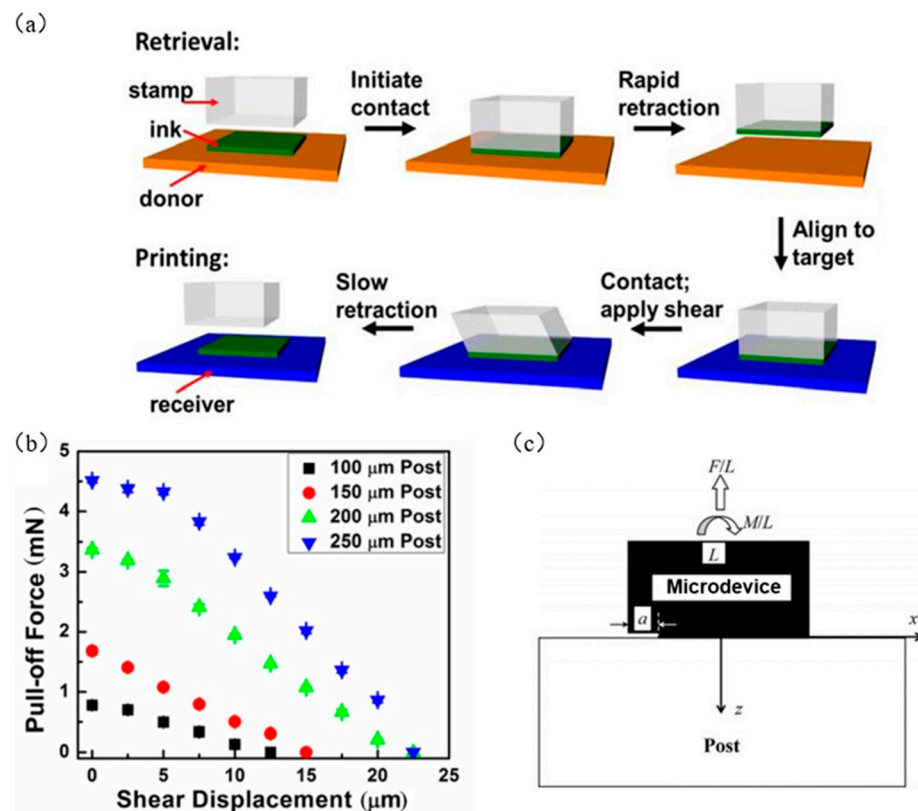 (a)
Retrieval:
stamp
ink
donor
Initiate
contact
Rapid
retraction
Align to
target
Printing:
Slow
retraction
Contact;
apply shear
receiver
(b)
Pull-off Force (mN)
5
4
3
2
1
0
100 μm Post
150 μm Post
200 μm Post
250 μm Post
0 5 10 15 20 25
Shear Displacement (μm)
(c)
F/L
M/L
L
Microdevice
a
x
z
Post